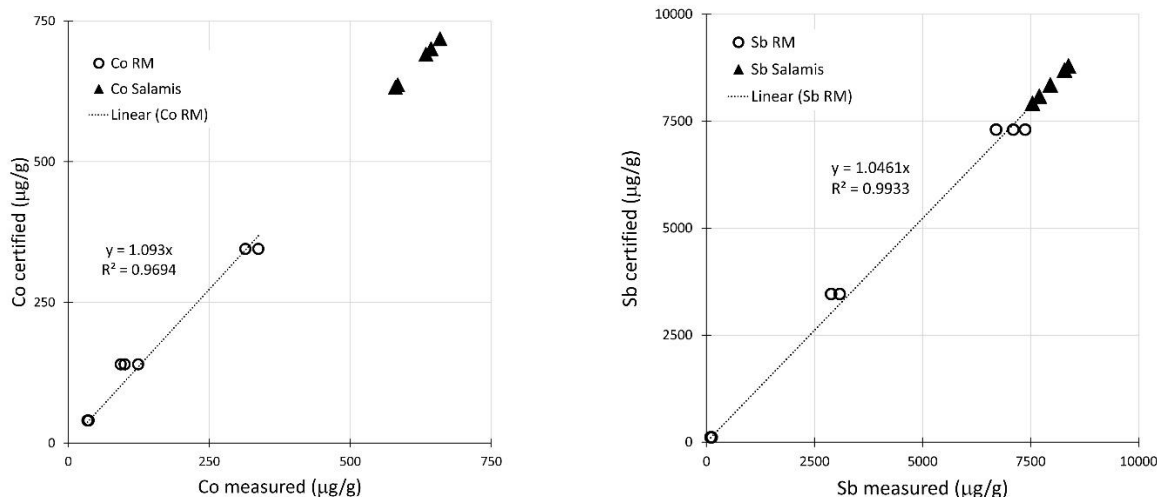 750
Co RM
Co Salamis
Linear (Co RM)
500
Co certified (µg/g)
y = 1.093x
R² = 0.9694
250
0
0 250 500 750
Co measured (µg/g)
10000
Sb RM
Sb Salamis
Linear (Sb RM)
7500
y = 1.0461x
R² = 0.9933
Sb certified (µg/g)
5000
2500
0
0 2500 5000 7500 10000
Sb measured (µg/g)